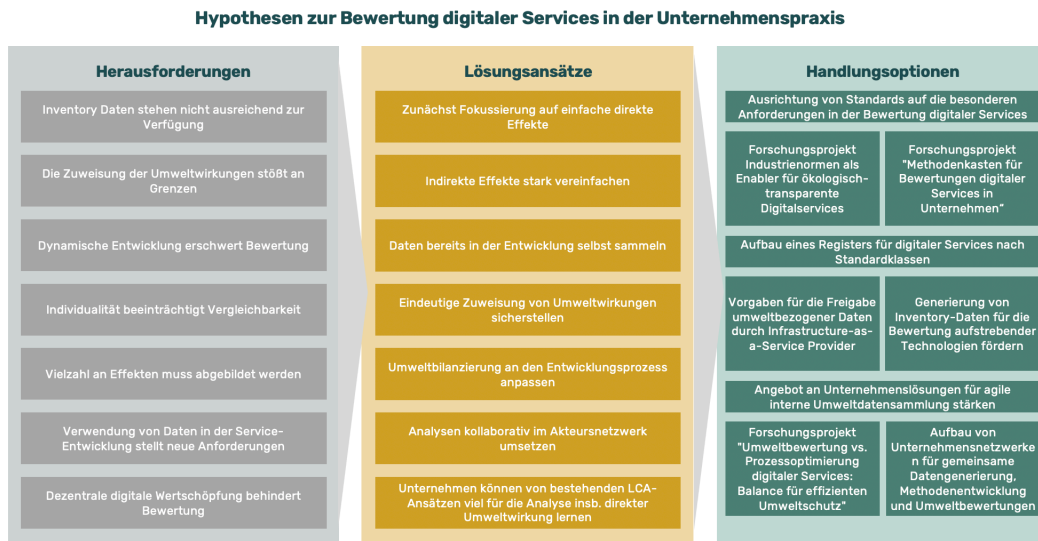 Hypothesen zur Bewertung digitaler Services in der Unternehmenspraxis
Herausforderungen
Inventory Daten stehen nicht ausreichend zur
Verfügung
Die Zuweisung der Umweltwirkungen stößt an
Grenzen
Dynamische Entwicklung erschwert Bewertung
Individualität beeinträchtigt Vergleichbarkeit
Vielzahl an Effekten muss abgebildet werden
Verwendung von Daten in der Service-
Entwicklung stellt neue Anforderungen
Dezentrale digitale Wertschöpfung behindert
Bewertung
Lösungsansätze
Zunächst Fokussierung auf einfache direkte
Effekte
Indirekte Effekte stark vereinfachen
Daten bereits in der Entwicklung selbst sammeln
Eindeutige Zuweisung von Umweltwirkungen
sicherstellen
Umweltbilanzierung an den Entwicklungsprozess
anpassen
Analysen kollaborativ im Akteursnetzwerk
umsetzen
Unternehmen können von bestehenden LCA-
Ansätzen viel für die Analyse insb. direkter
Umweltwirkung lernen
Handlungsoptionen
Ausrichtung von Standards auf die besonderen
Anforderungen in der Bewertung digitaler Services
Forschungsprojekt
Industrienormen als
Enabler für ökologisch-
transparente
Digitalservices
Forschungsprojekt
"Methodenkasten für
Bewertungen digitaler
Services in
Unternehmen"
Aufbau eines Registers für digitaler Services nach
Standardklassen
Vorgaben für die Freigabe
umweltbezogener Daten
durch Infrastructure-as-
a-Service Provider
Generierung von
Inventory-Daten für die
Bewertung aufstrebender
Technologien fördern
Angebot an Unternehmenslösungen für agile
interne Umweltdatensammlung stärken
Forschungsprojekt
"Umweltbewertung vs.
Prozessoptimierung
digitaler Services:
Balance für effizienten
Umweltschutz"
Aufbau von
Unternehmensnetzwerke
n für gemeinsame
Datengenerierung,
Methodenentwicklung
und Umweltbewertungen